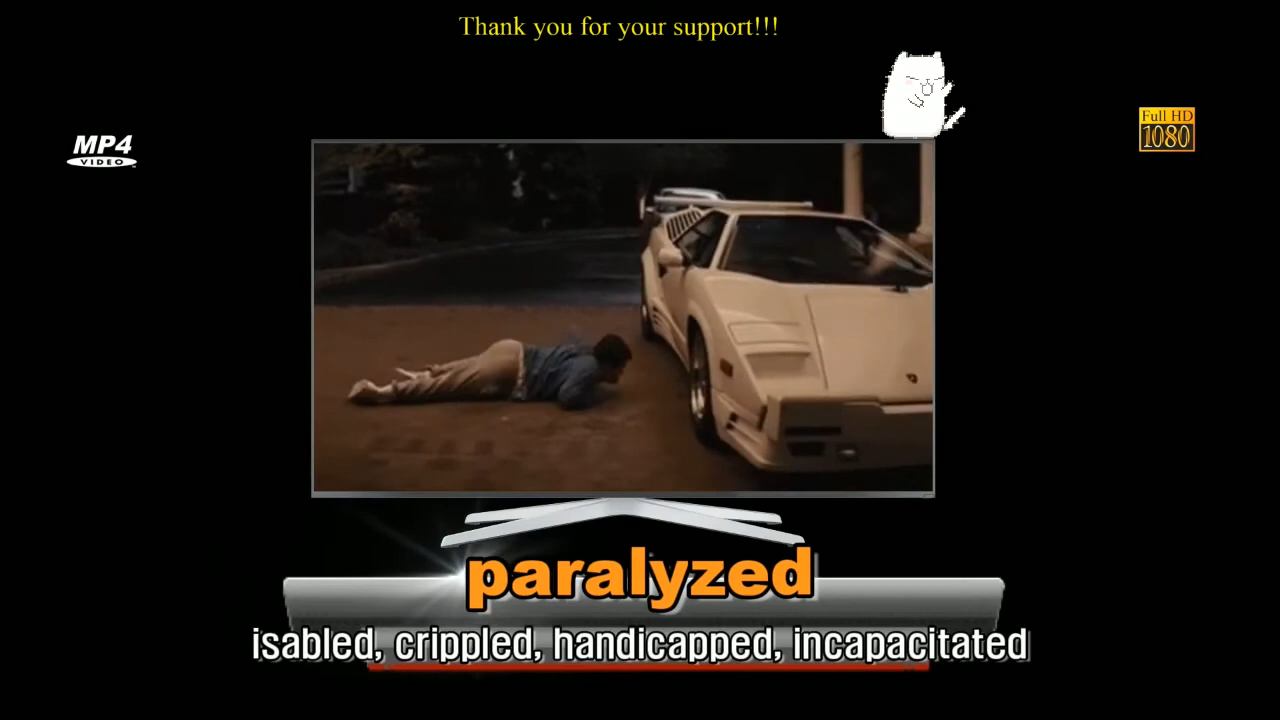 Thank you for your support!!!
MP4
VIDEO
Full HD
1080
paralyzed
isabled, crippled, handicapped, incapacitated